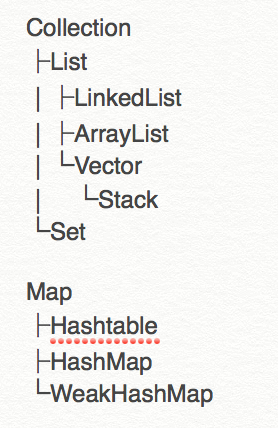 Collection
├List
│ ├LinkedList
│ ├ArrayList
│ └Vector
│   └Stack
└Set
Map
├Hashtable
├HashMap
└WeakHashMap